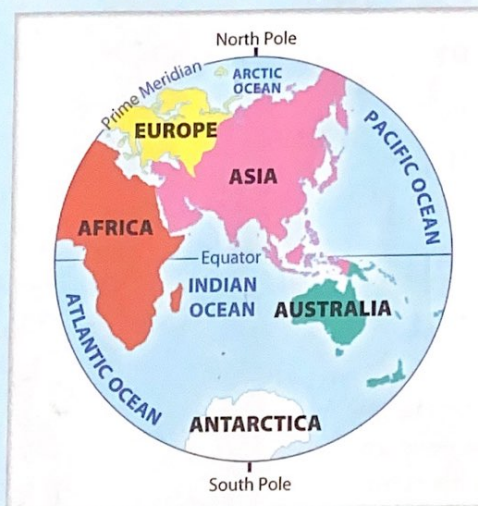 North Pole
Prime Meridian
ARCTIC
OCEAN
EUROPE
PACIFIC OCEAN
ASIA
AFRICA
Equator
INDIAN
OCEAN
AUSTRALIA
ATLANTIC OCEAN
ANTARCTICA
South Pole